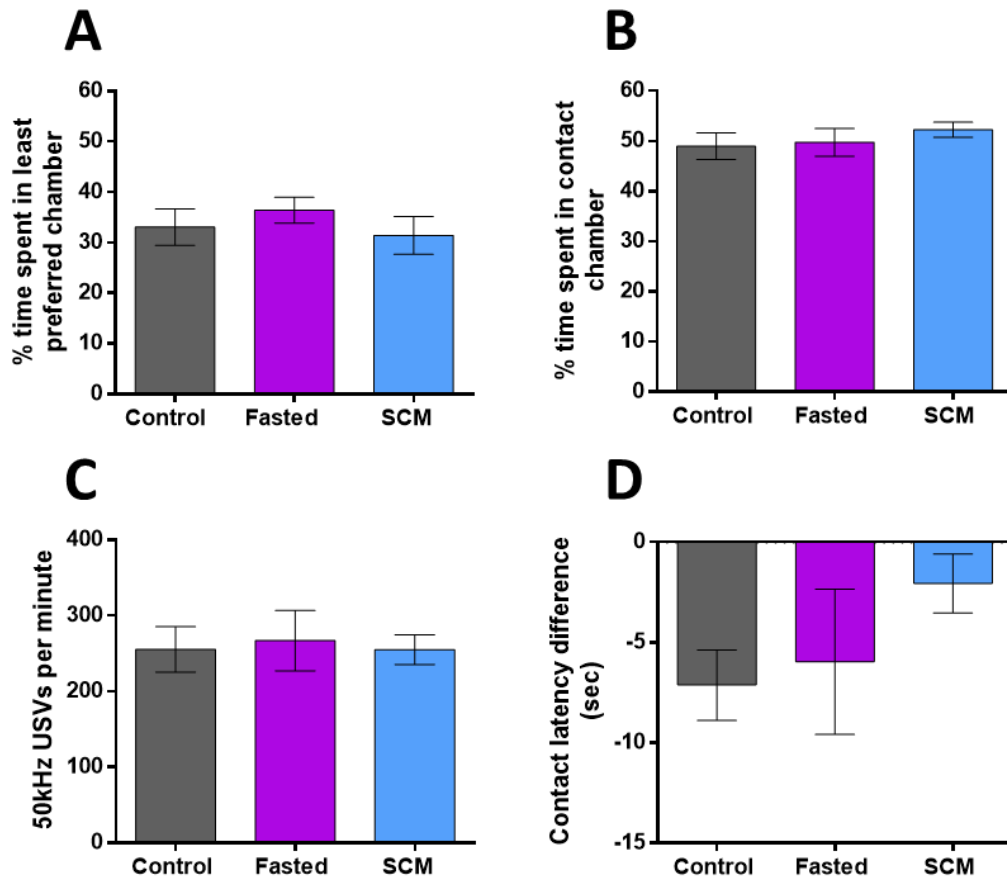 A
% time spent in least
preferred chamber
60
50
40
30
20
10
0
Control Fasted SCM
B
% time spent in contact
chamber
60
50
40
30
20
10
0
Control Fasted SCM
C
50kHz USVs per minute
400
300
200
100
0
Control Fasted SCM
D
Contact latency difference
(sec)
0
-5
-10
-15
Control Fasted SCM